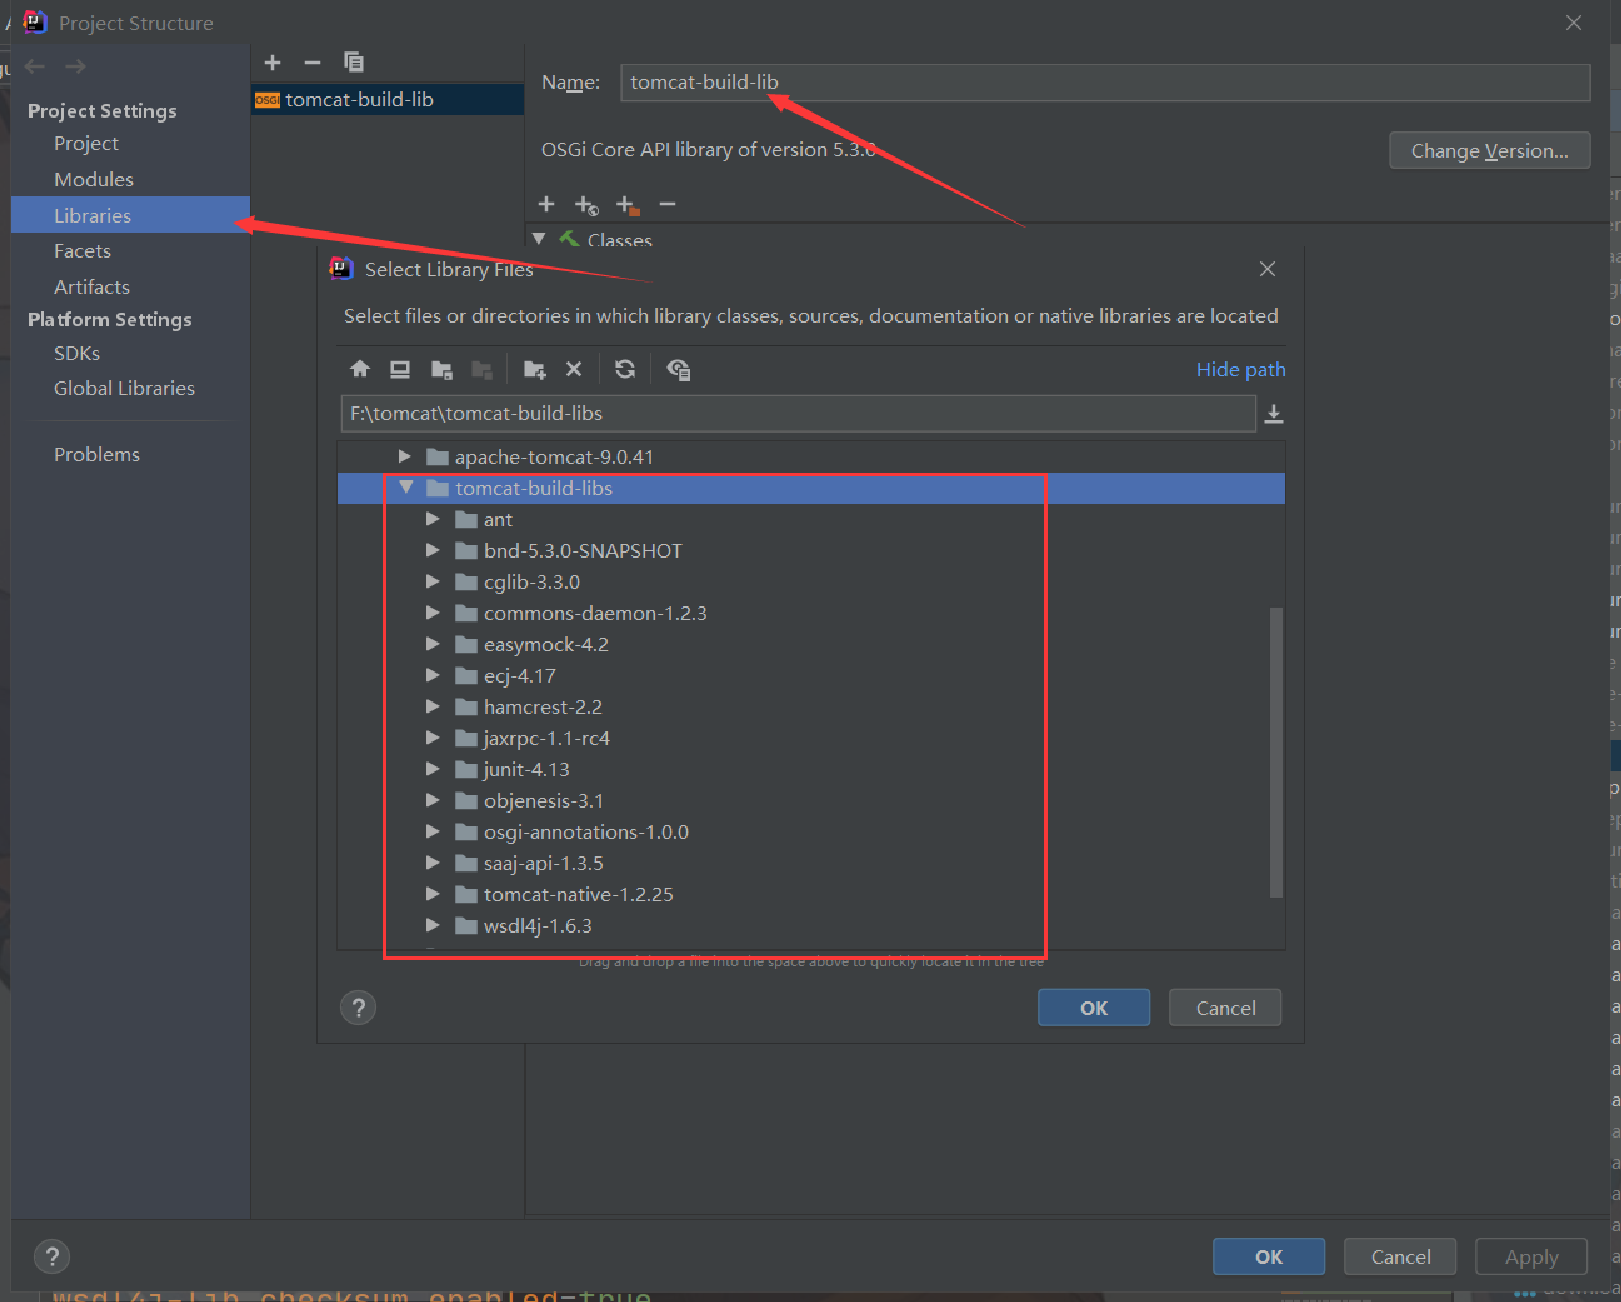 Project Structure
Project Settings
Project
Modules
Libraries
Facets
Artifacts
Platform Settings
SDKs
Global Libraries
Problems
OSGi
tomcat-build-lib
Name: tomcat-build-lib
OSGi Core API library of version 5.3.0
Change Version...
Classes
Select Library Files
Select files or directories in which library classes, sources, documentation or native libraries are located
Hide path
F:\tomcat\tomcat-build-libs
apache-tomcat-9.0.41
tomcat-build-libs
ant
bnd-5.3.0-SNAPSHOT
cglib-3.3.0
commons-daemon-1.2.3
easymock-4.2
ecj-4.17
hamcrest-2.2
jaxrpc-1.1-rc4
junit-4.13
objenesis-3.1
osgi-annotations-1.0.0
saaj-api-1.3.5
tomcat-native-1.2.25
wsdl4j-1.6.3
Drag and drop a file into the space above to quickly locate it in the tree
?
OK
Cancel
?
OK
Cancel
Apply
wsdl4j-lib.checksum.enabled=true